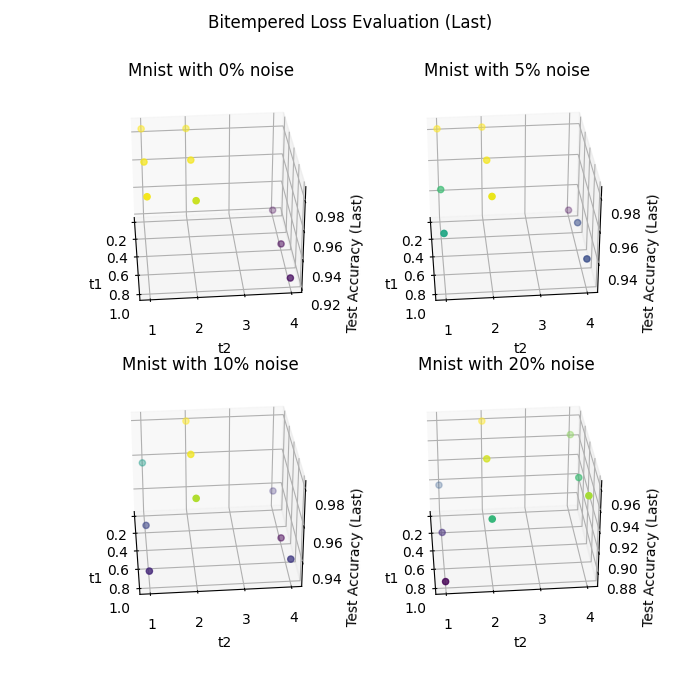 Bitempered Loss Evaluation (Last)
Mnist with 0% noise
0.98
0.96
0.94
0.92
Test Accuracy (Last)
0.2
0.4
0.6
0.8
1.0
t1
1 2 3 4
t2
Mnist with 5% noise
0.98
0.96
0.94
Test Accuracy (Last)
0.2
0.4
0.6
0.8
1.0
t1
1 2 3 4
t2
Mnist with 10% noise
0.98
0.96
0.94
Test Accuracy (Last)
0.2
0.4
0.6
0.8
1.0
t1
1 2 3 4
t2
Mnist with 20% noise
0.96
0.94
0.92
0.90
0.88
Test Accuracy (Last)
0.2
0.4
0.6
0.8
1.0
t1
1 2 3 4
t2